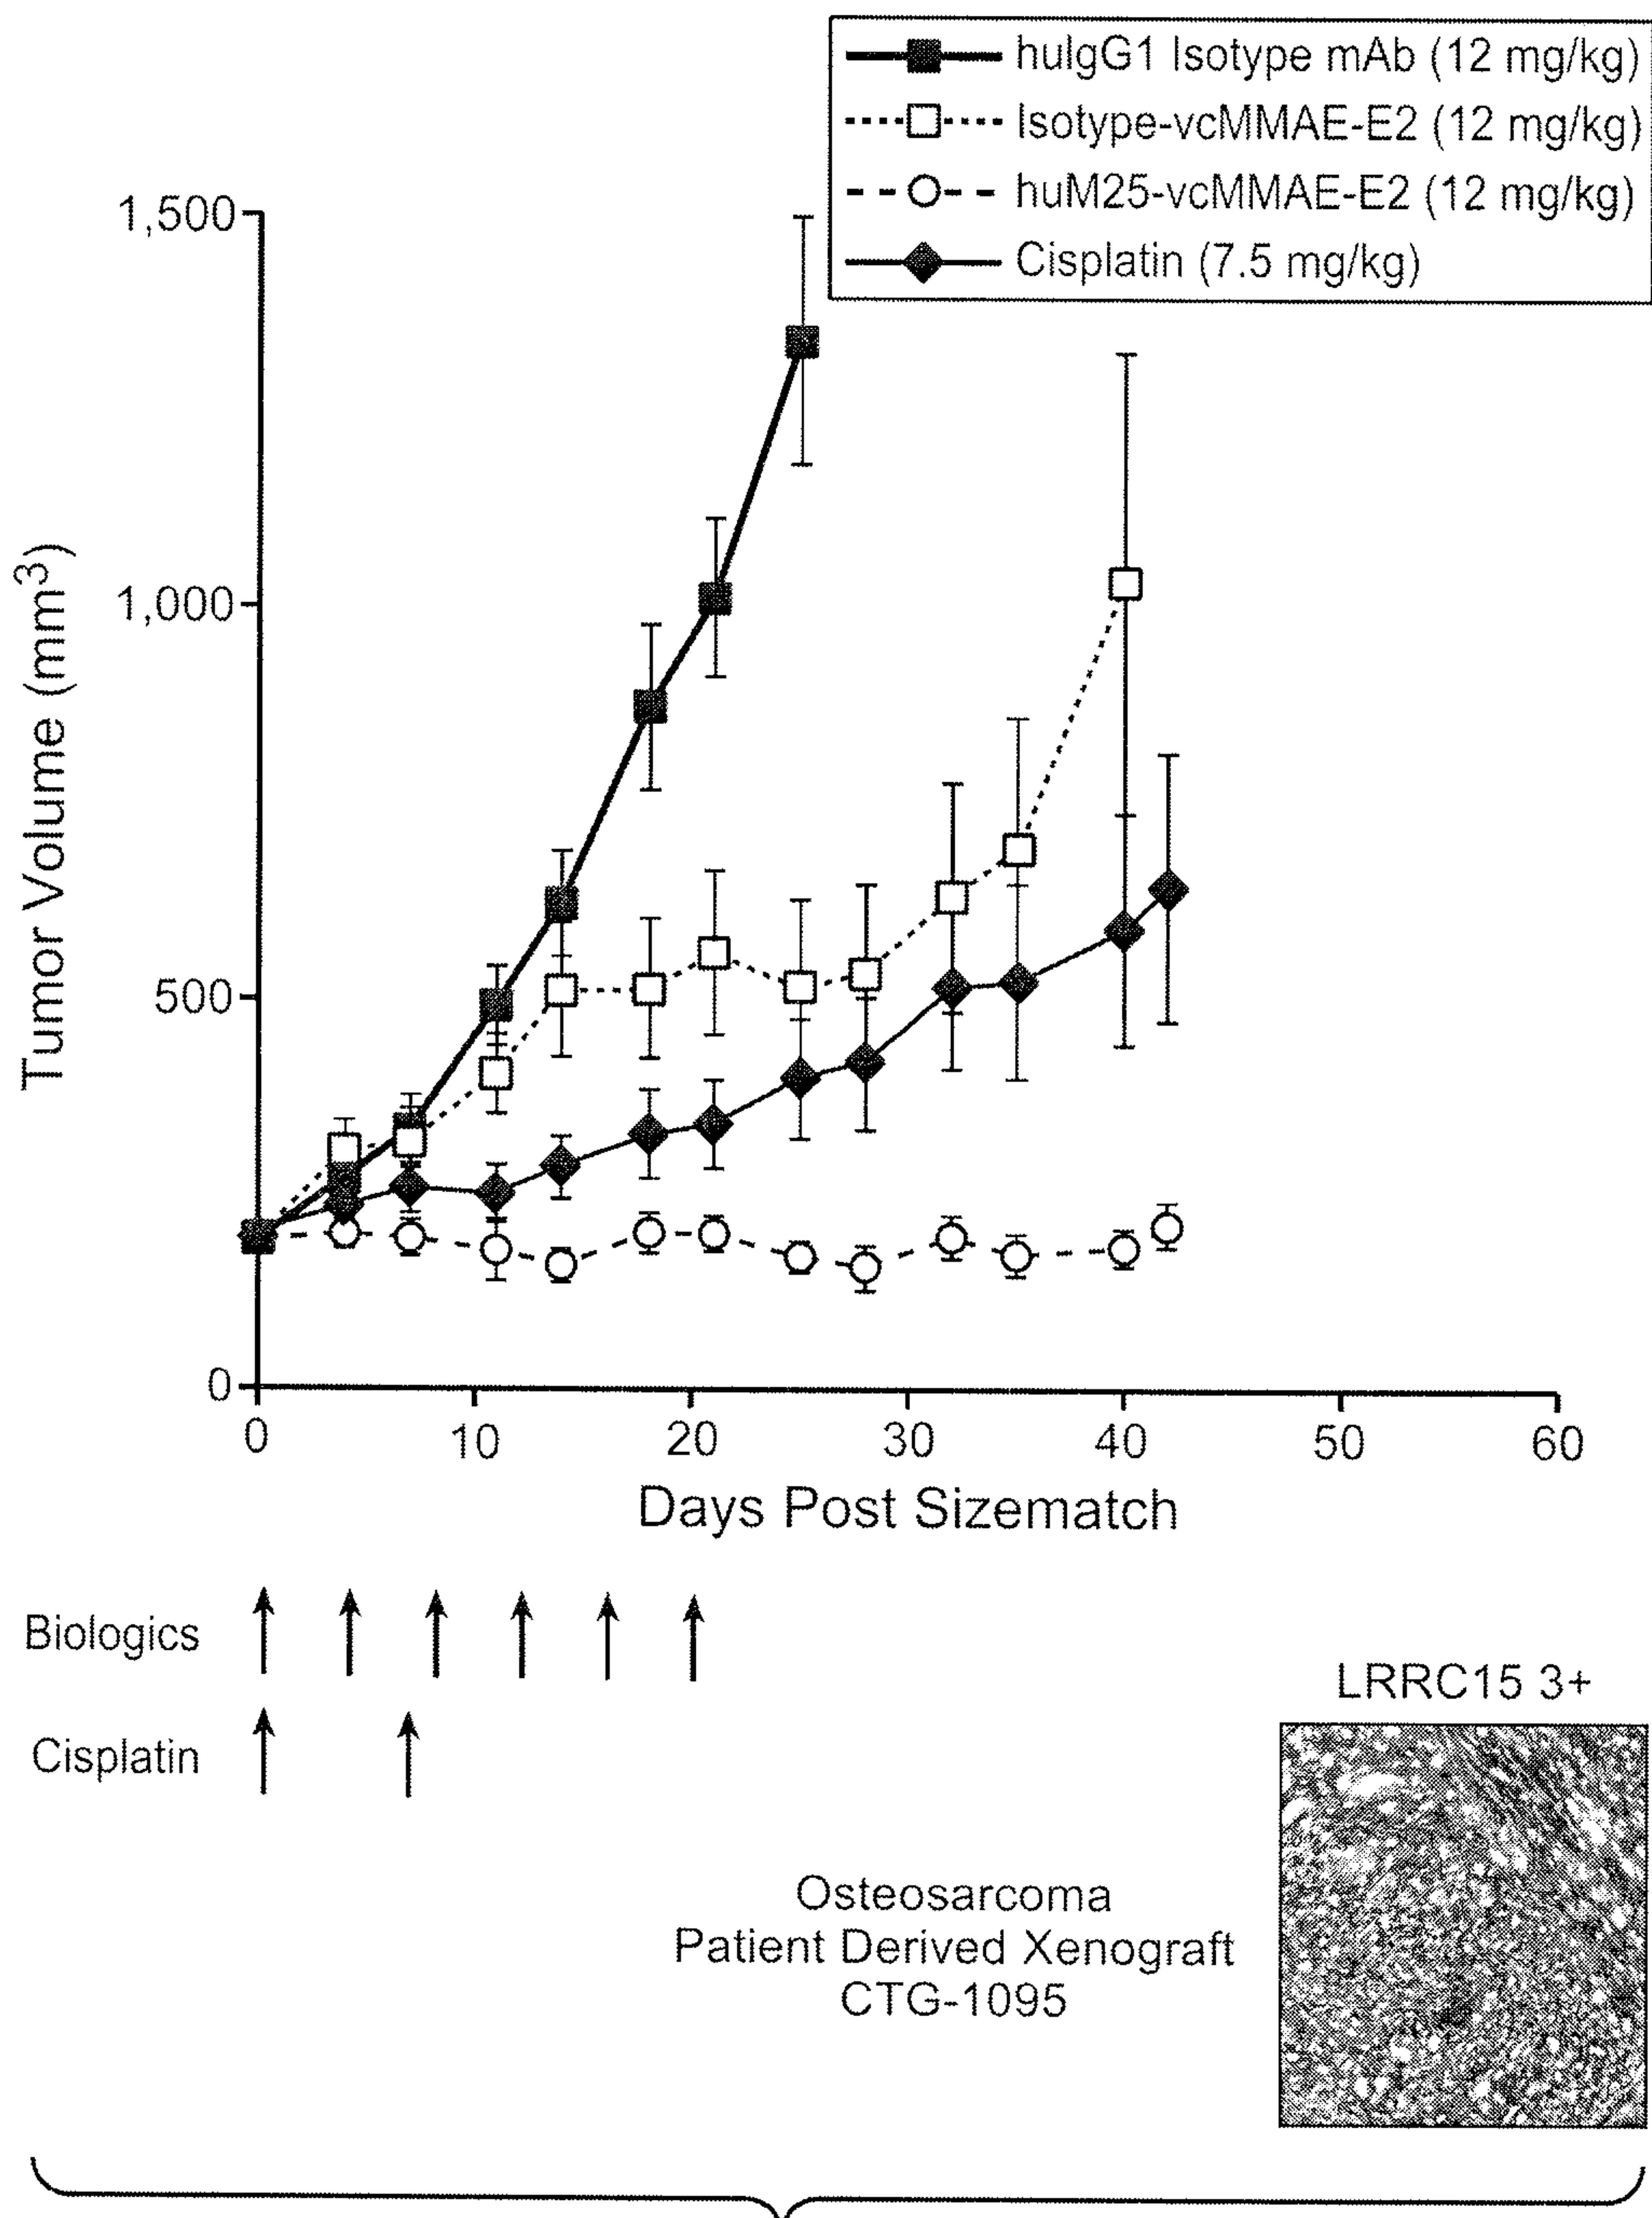 huIgG1 Isotype mAb (12 mg/kg)
Isotype-vcMMAE-E2 (12 mg/kg)
huM25-vcMMAE-E2 (12 mg/kg)
Cisplatin (7.5 mg/kg)
1,500
1,000
500
0
Tumor Volume (mm³)
0 10 20 30 40 50 60
Days Post Sizematch
Biologics
Cisplatin
LRRC15 3+
Osteosarcoma
Patient Derived Xenograft
CTG-1095